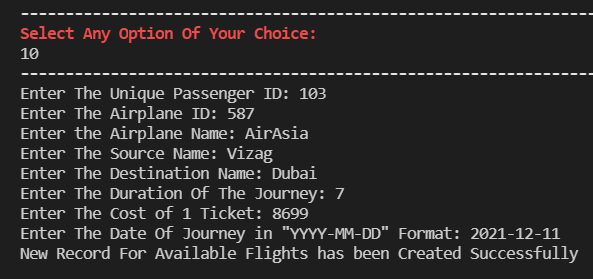 Select Any Option Of Your Choice:
10
Enter The Unique Passenger ID: 103
Enter The Airplane ID: 587
Enter the Airplane Name: AirAsia
Enter The Source Name: Vizag
Enter The Destination Name: Dubai
Enter The Duration Of The Journey: 7
Enter The Cost of 1 Ticket: 8699
Enter The Date Of Journey in "YYYY-MM-DD" Format: 2021-12-11
New Record For Available Flights has been Created Successfully